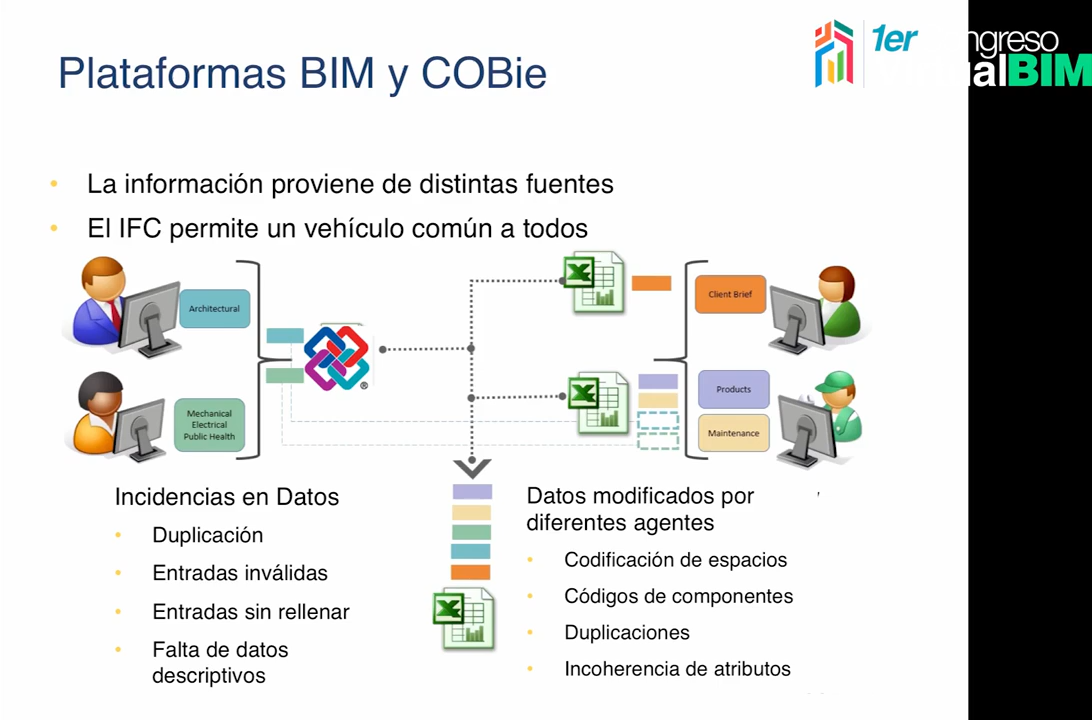 Plataformas BIM y COBie
1er
ngreso
ualBIM
La información proviene de distintas fuentes
El IFC permite un vehículo común a todos
Architectural
Client Brief
Mechanical
Electrical
Public Health
Products
Maintenance
®
Incidencias en Datos
Duplicación
Entradas inválidas
Entradas sin rellenar
Falta de datos
descriptivos
Datos modificados por
diferentes agentes
Codificación de espacios
Códigos de componentes
Duplicaciones
Incoherencia de atributos